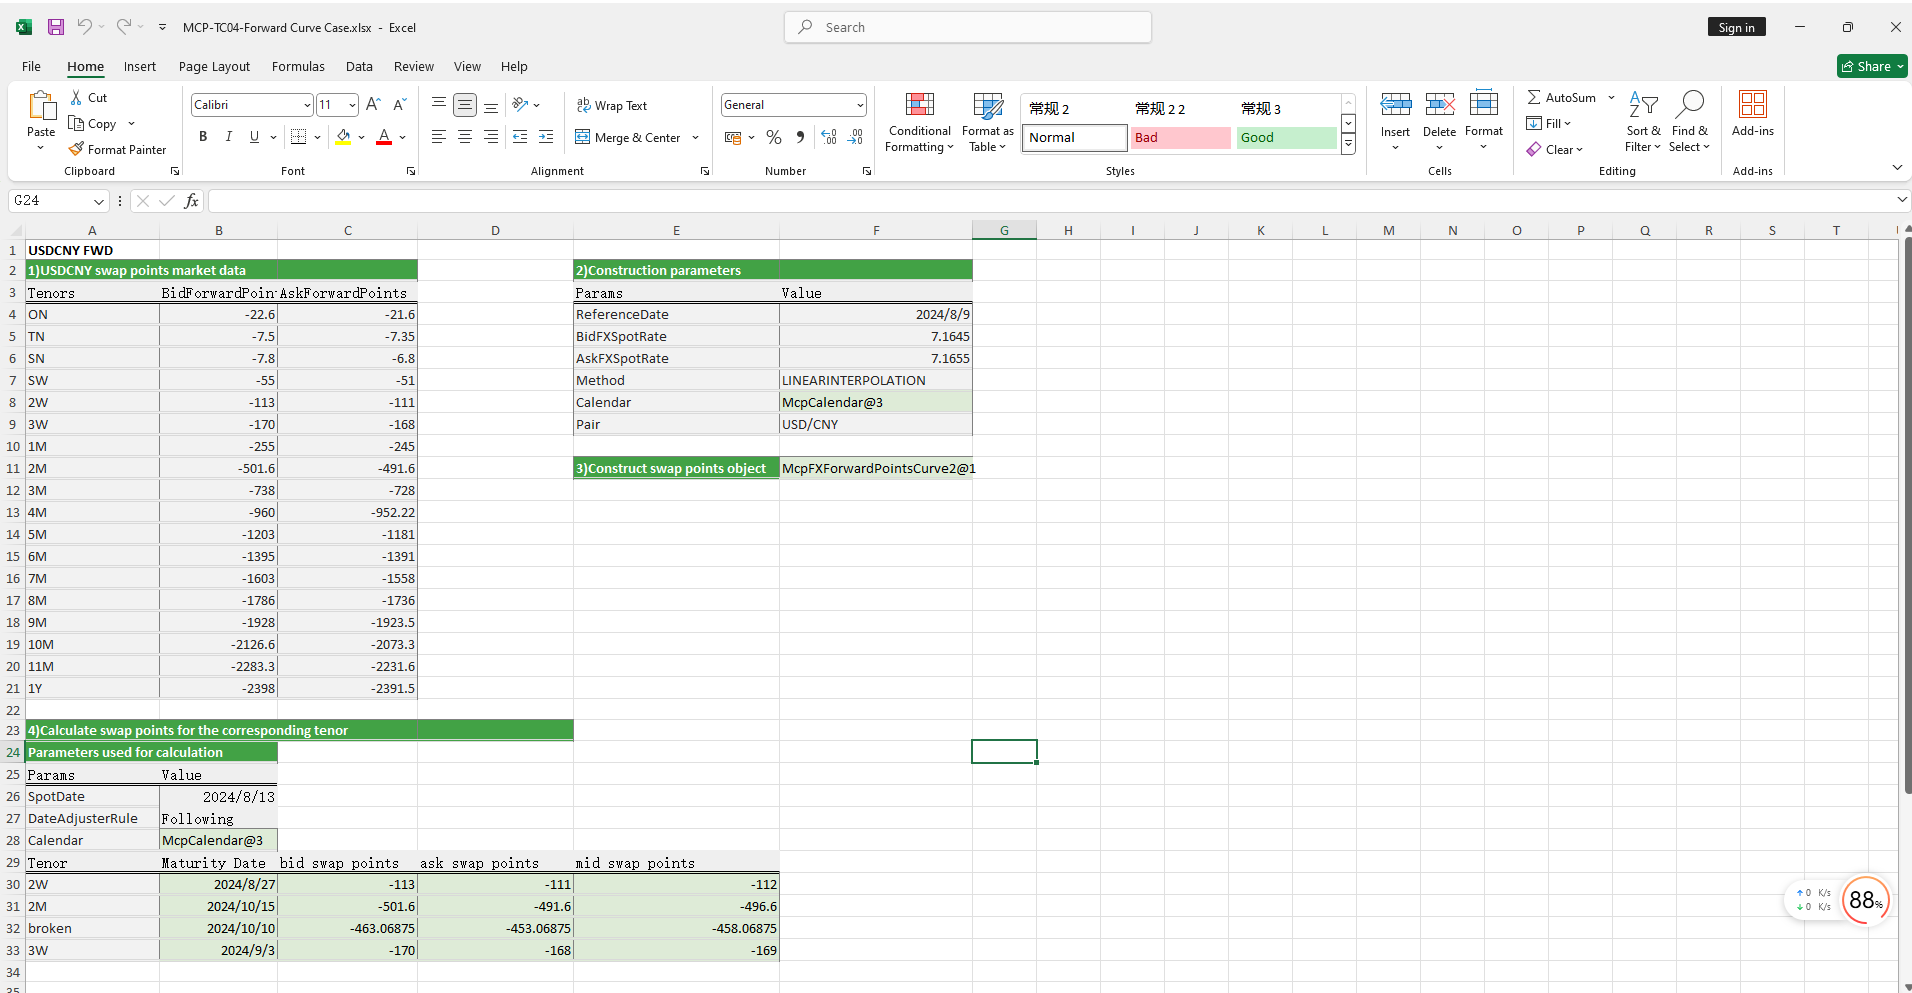 MCP-TC04-Forward Curve Case.xlsx - Excel
Search
Sign in
File Home Insert Page Layout Formulas Data Review View Help
Share
Paste
Cut
Copy
Format Painter
Clipboard
Calibri 11
B I U
Font
Wrap Text
Merge & Center
Alignment
General
Number
Conditional Formatting
Format as Table
常规 2 常规 2 2 常规 3
Normal Bad Good
Styles
Insert Delete Format
Cells
AutoSum
Fill
Clear
Sort & Filter
Find & Select
Editing
Add-ins
Add-ins
G24
fx
A B C D E F G H I J K L M N O P Q R S T
1 USDCNY FWD
2 1)USDCNY swap points market data 2)Construction parameters
3 Tenors BidForwardPoin AskForwardPoints Params Value
4 ON -22.6 -21.6 ReferenceDate 2024/8/9
5 TN -7.5 -7.35 BidFXSpotRate 7.1645
6 SN -7.8 -6.8 AskFXSpotRate 7.1655
7 SW -55 -51 Method LINEARINTERPOLATION
8 2W -113 -111 Calendar McpCalendar@3
9 3W -170 -168 Pair USD/CNY
10 1M -255 -245
11 2M -501.6 -491.6 3)Construct swap points object McpFXForwardPointsCurve2@1
12 3M -738 -728
13 4M -960 -952.22
14 5M -1203 -1181
15 6M -1395 -1391
16 7M -1603 -1558
17 8M -1786 -1736
18 9M -1928 -1923.5
19 10M -2126.6 -2073.3
20 11M -2283.3 -2231.6
21 1Y -2398 -2391.5
22
23 4)Calculate swap points for the corresponding tenor
24 Parameters used for calculation
25 Params Value
26 SpotDate 2024/8/13
27 DateAdjusterRule Following
28 Calendar McpCalendar@3
29 Tenor Maturity Date bid swap points ask swap points mid swap points
30 2W 2024/8/27 -113 -111 -112
31 2M 2024/10/15 -501.6 -491.6 -496.6
32 broken 2024/10/10 -463.06875 -453.06875 -458.06875
33 3W 2024/9/3 -170 -168 -169
34
35
↑ 0 K/s
↓ 0 K/s
88%